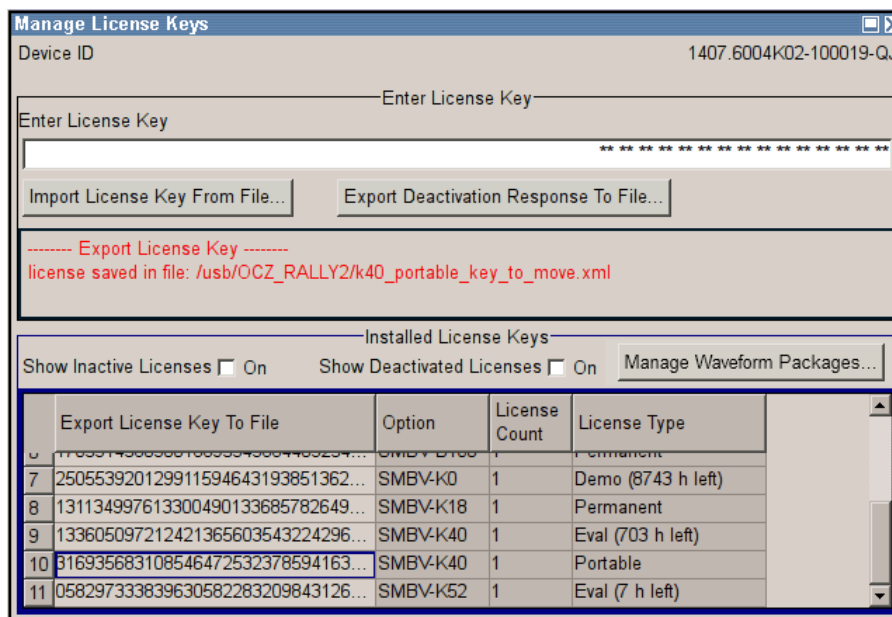 Manage License Keys
Device ID 1407.6004K02-100019-QJ
Enter License Key
Enter License Key
** ** ** ** ** ** ** ** ** ** ** ** ** ** **
Import License Key From File... Export Deactivation Response To File...
-------- Export License Key --------
license saved in file: /usb/OCZ_RALLY2/k40_portable_key_to_move.xml
Installed License Keys
Show Inactive Licenses On Show Deactivated Licenses On Manage Waveform Packages...
Export License Key To File Option License Count License Type
1 Permanent
7 250553920129911594643193851362... SMBV-K0 1 Demo (8743 h left)
8 131134997613300490133685782649... SMBV-K18 1 Permanent
9 133605097212421365603543224296... SMBV-K40 1 Eval (703 h left)
10 316935683108546472532378594163... SMBV-K40 1 Portable
11 058297333839630582283209843126... SMBV-K52 1 Eval (7 h left)